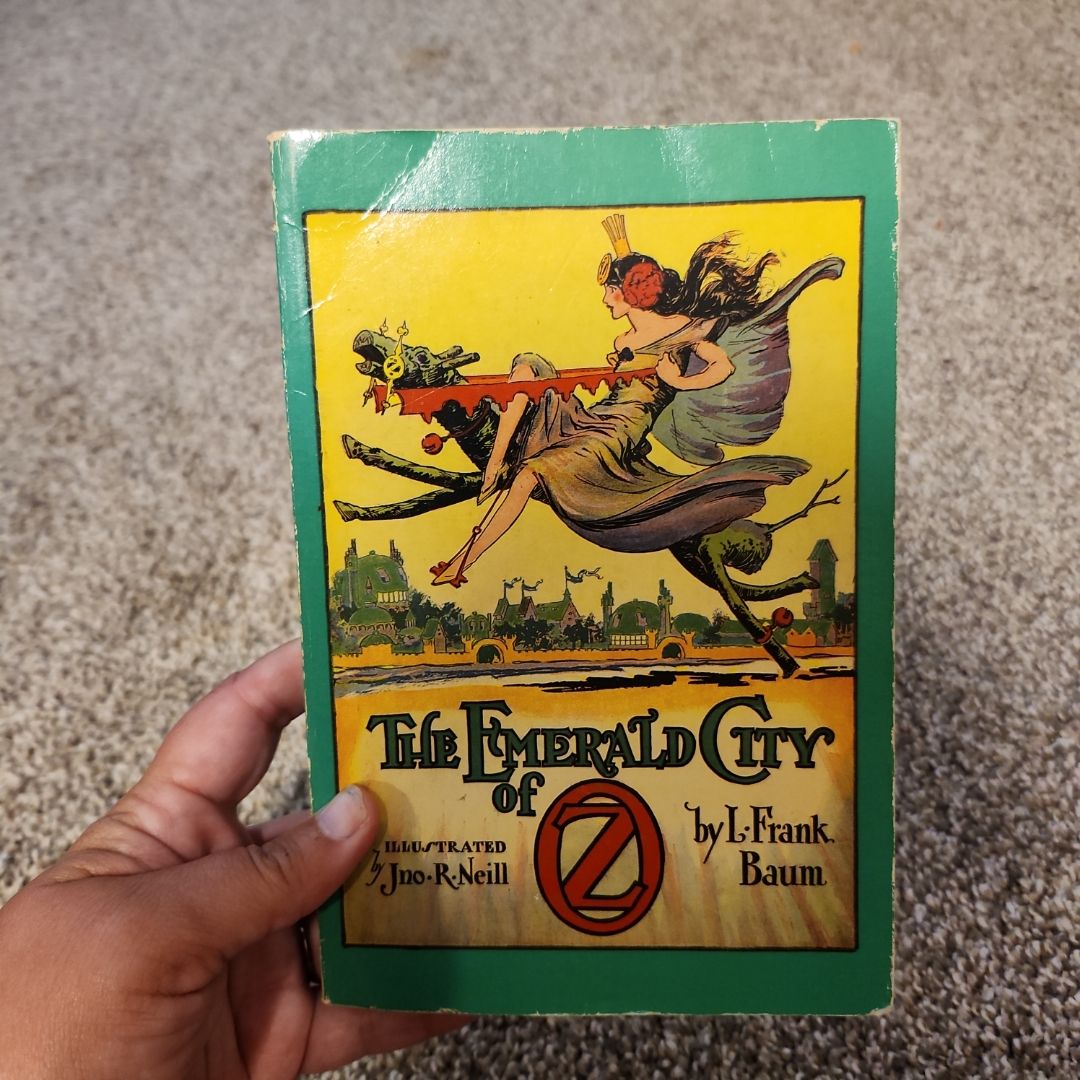 The Emerald City
of OZ
by L. Frank
Baum
Illustrated
by Jno. R. Neill